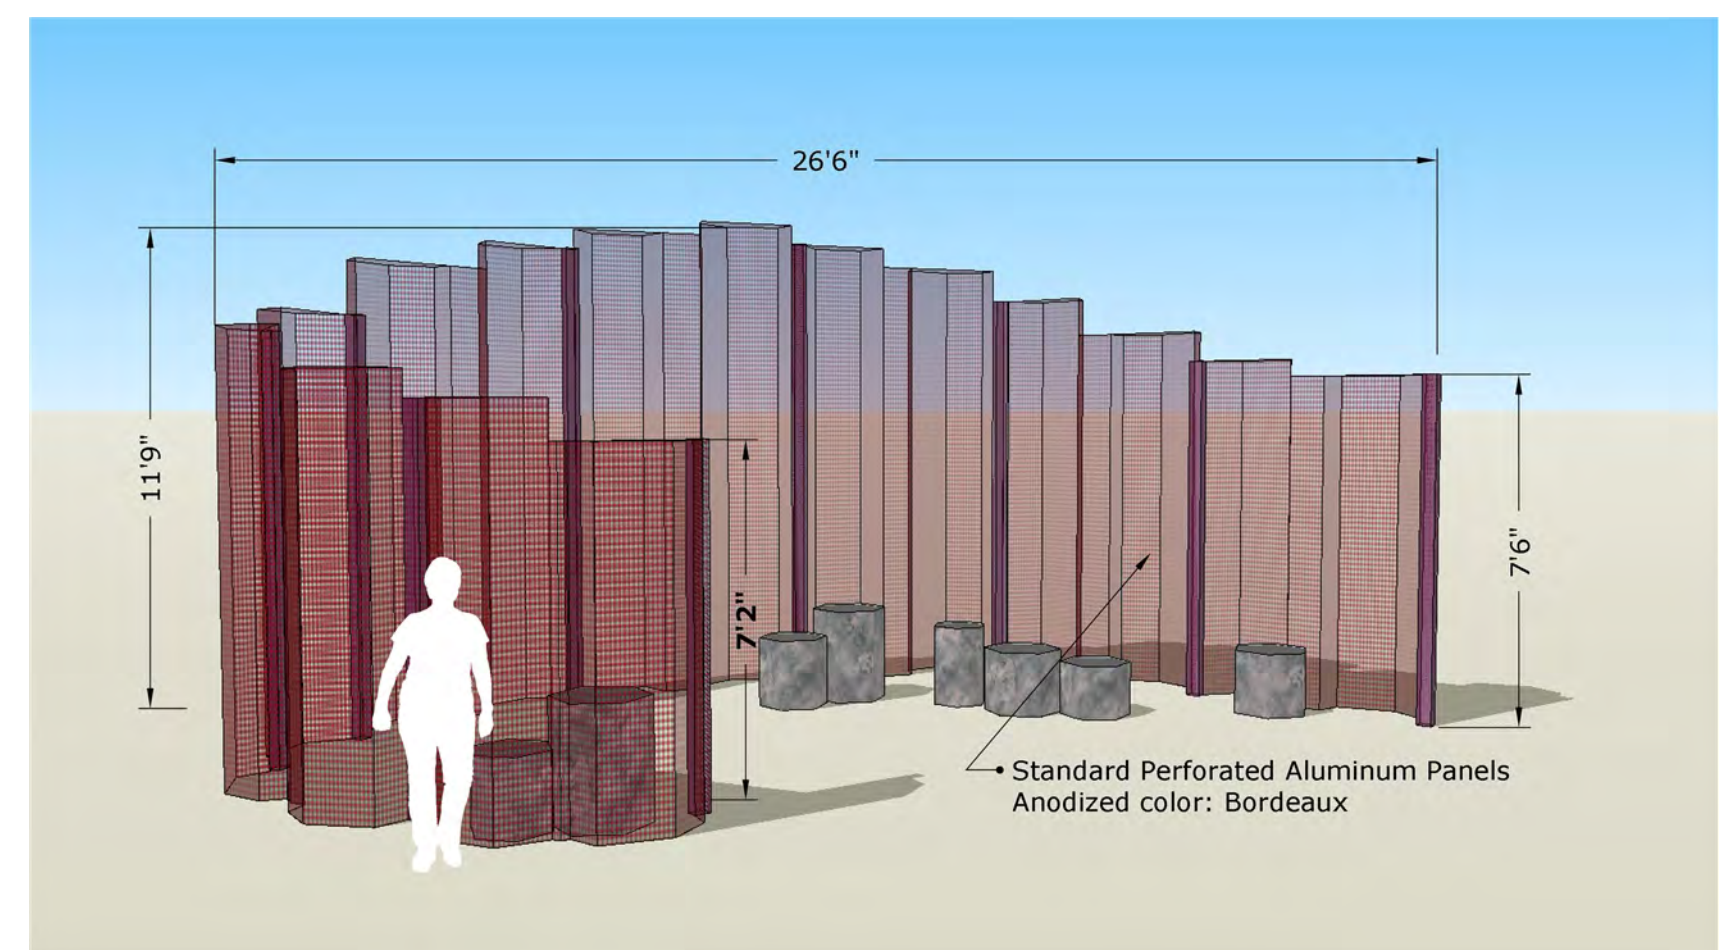 26'6"
11'9"
7'2"
7'6"
Standard Perforated Aluminum Panels
Anodized color: Bordeaux